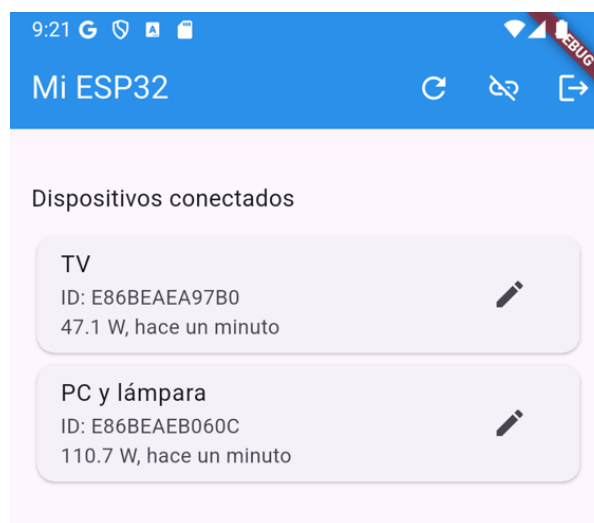 9:21 G A
DEBUG
Mi ESP32
Dispositivos conectados
TV
ID: E86BEAEA97B0
47.1 W, hace un minuto
PC y lámpara
ID: E86BEAEB060C
110.7 W, hace un minuto